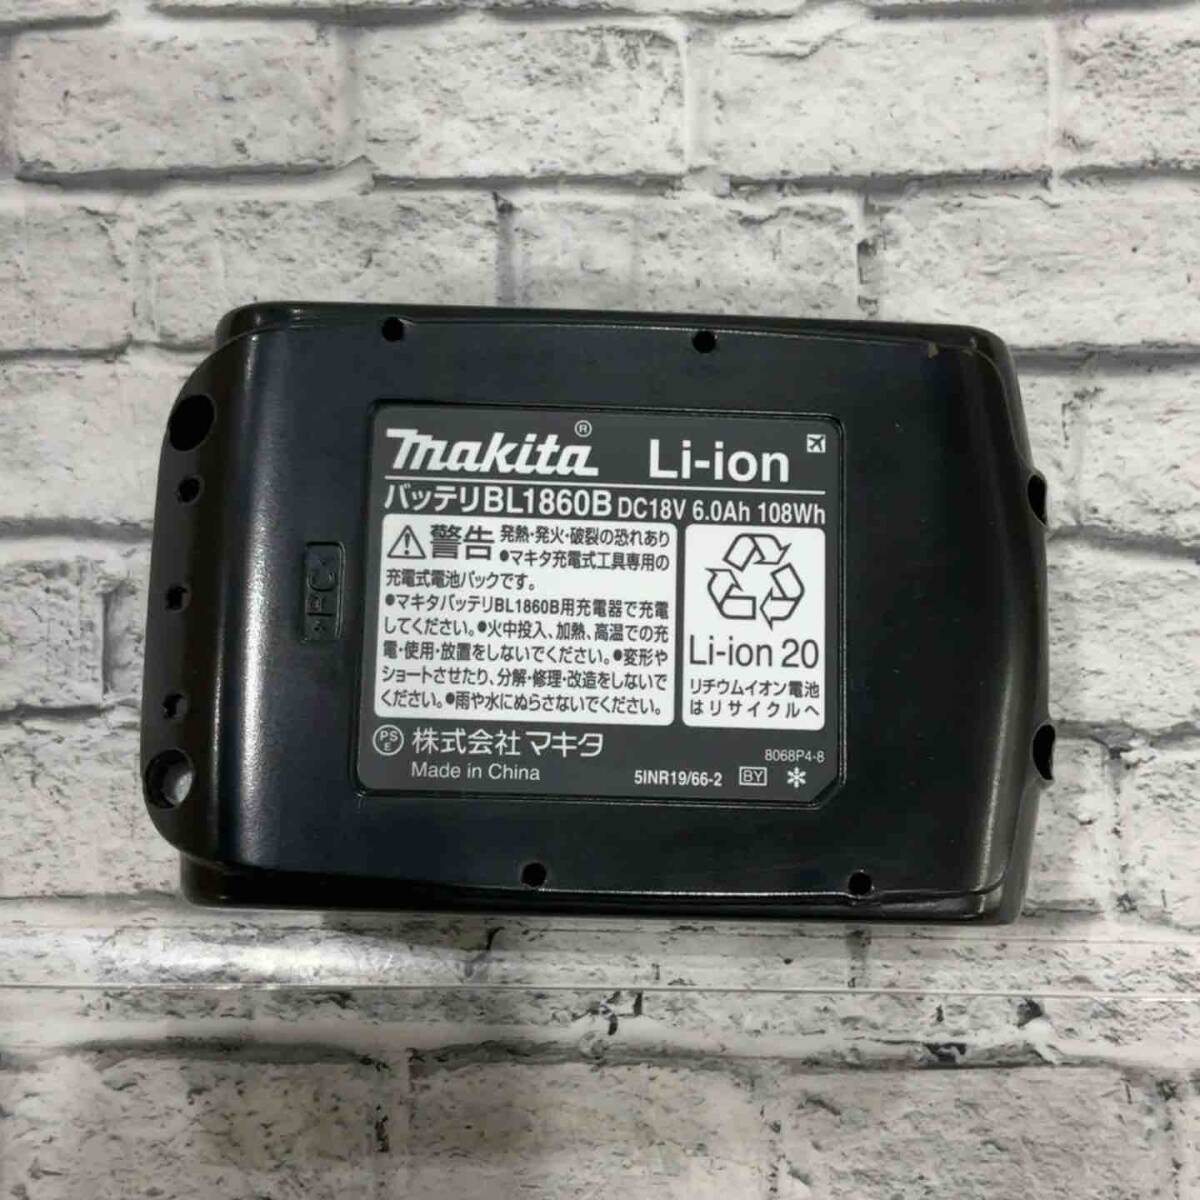 makita® Li-ion
バッテリBL1860B DC18V 6.0Ah 108Wh
警告 発熱・発火・破裂の恐れあり
●マキタ充電式工具専用の
充電式電池パックです。
●マキタバッテリBL1860B用充電器で充電
してください。●火中投入、加熱、高温での充
電・使用・放置をしないでください。●変形や
ショートさせたり、分解・修理・改造をしないで
ください。●雨や水にぬらさないでください。
Li-ion 20
リチウムイオン電池
はリサイクルへ
PSE 株式会社 マキタ
Made in China
8068P4-8
5INR19/66-2 BY